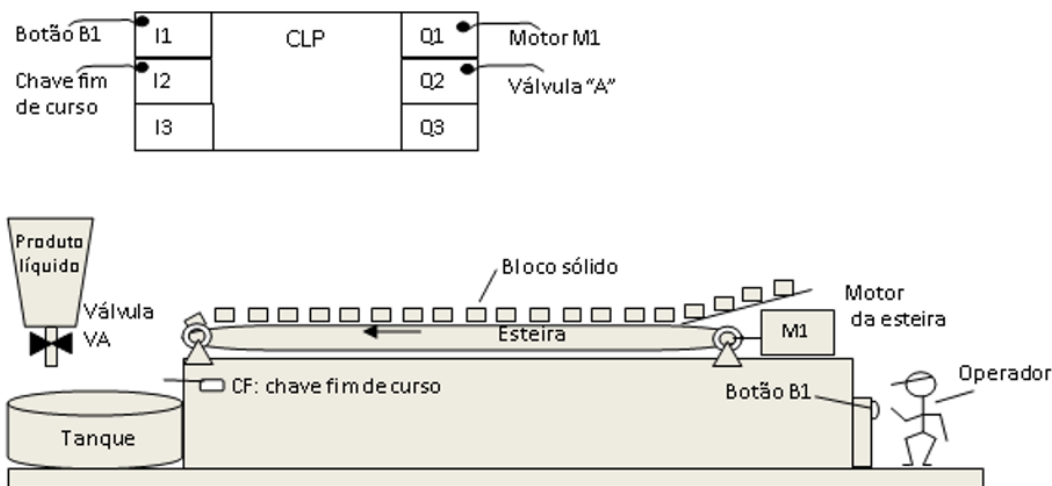 Botão B1
I1
CLP
Q1
Motor M1
Chave fim
de curso
I2
Q2
Válvula “A”
I3
Q3
Produto
líquido
Válvula
VA
Bloco sólido
Motor
da esteira
Esteira
M1
CF: chave fim de curso
Botão B1
Operador
Tanque